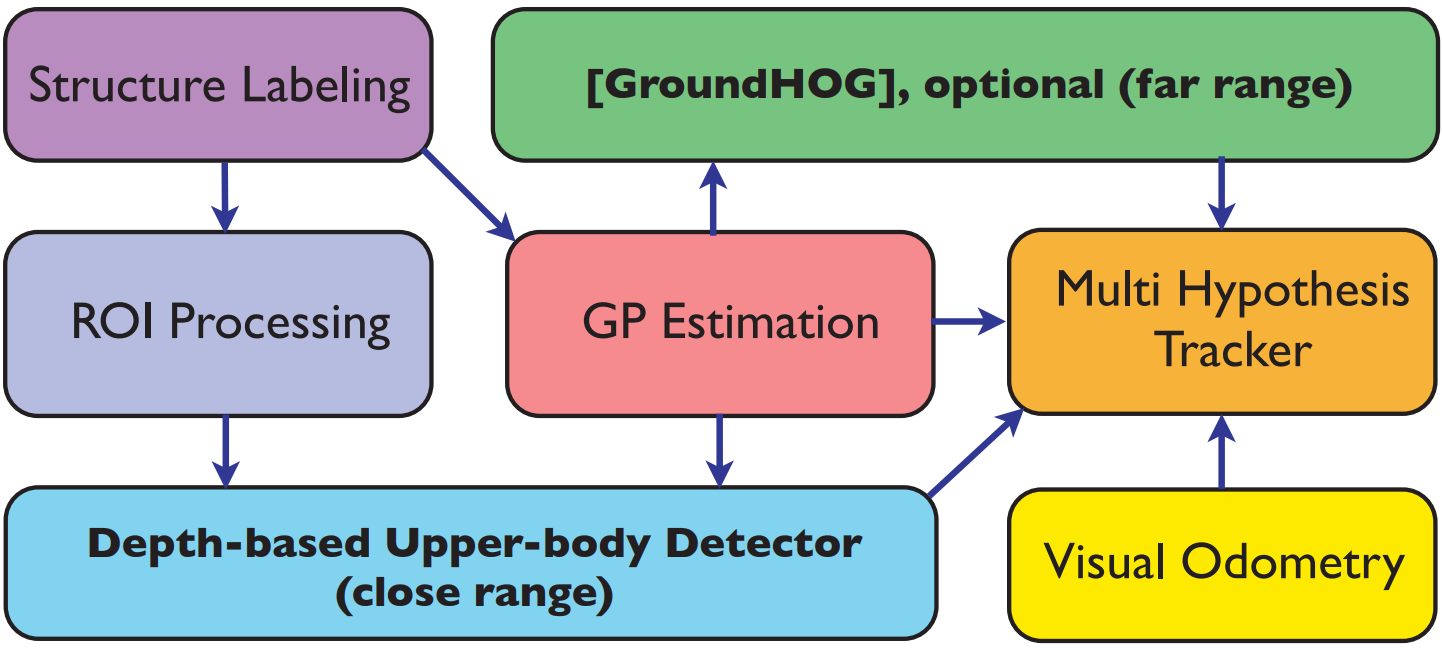 Structure Labeling
[GroundHOG], optional (far range)
ROI Processing
GP Estimation
Multi Hypothesis
Tracker
Depth-based Upper-body Detector
(close range)
Visual Odometry